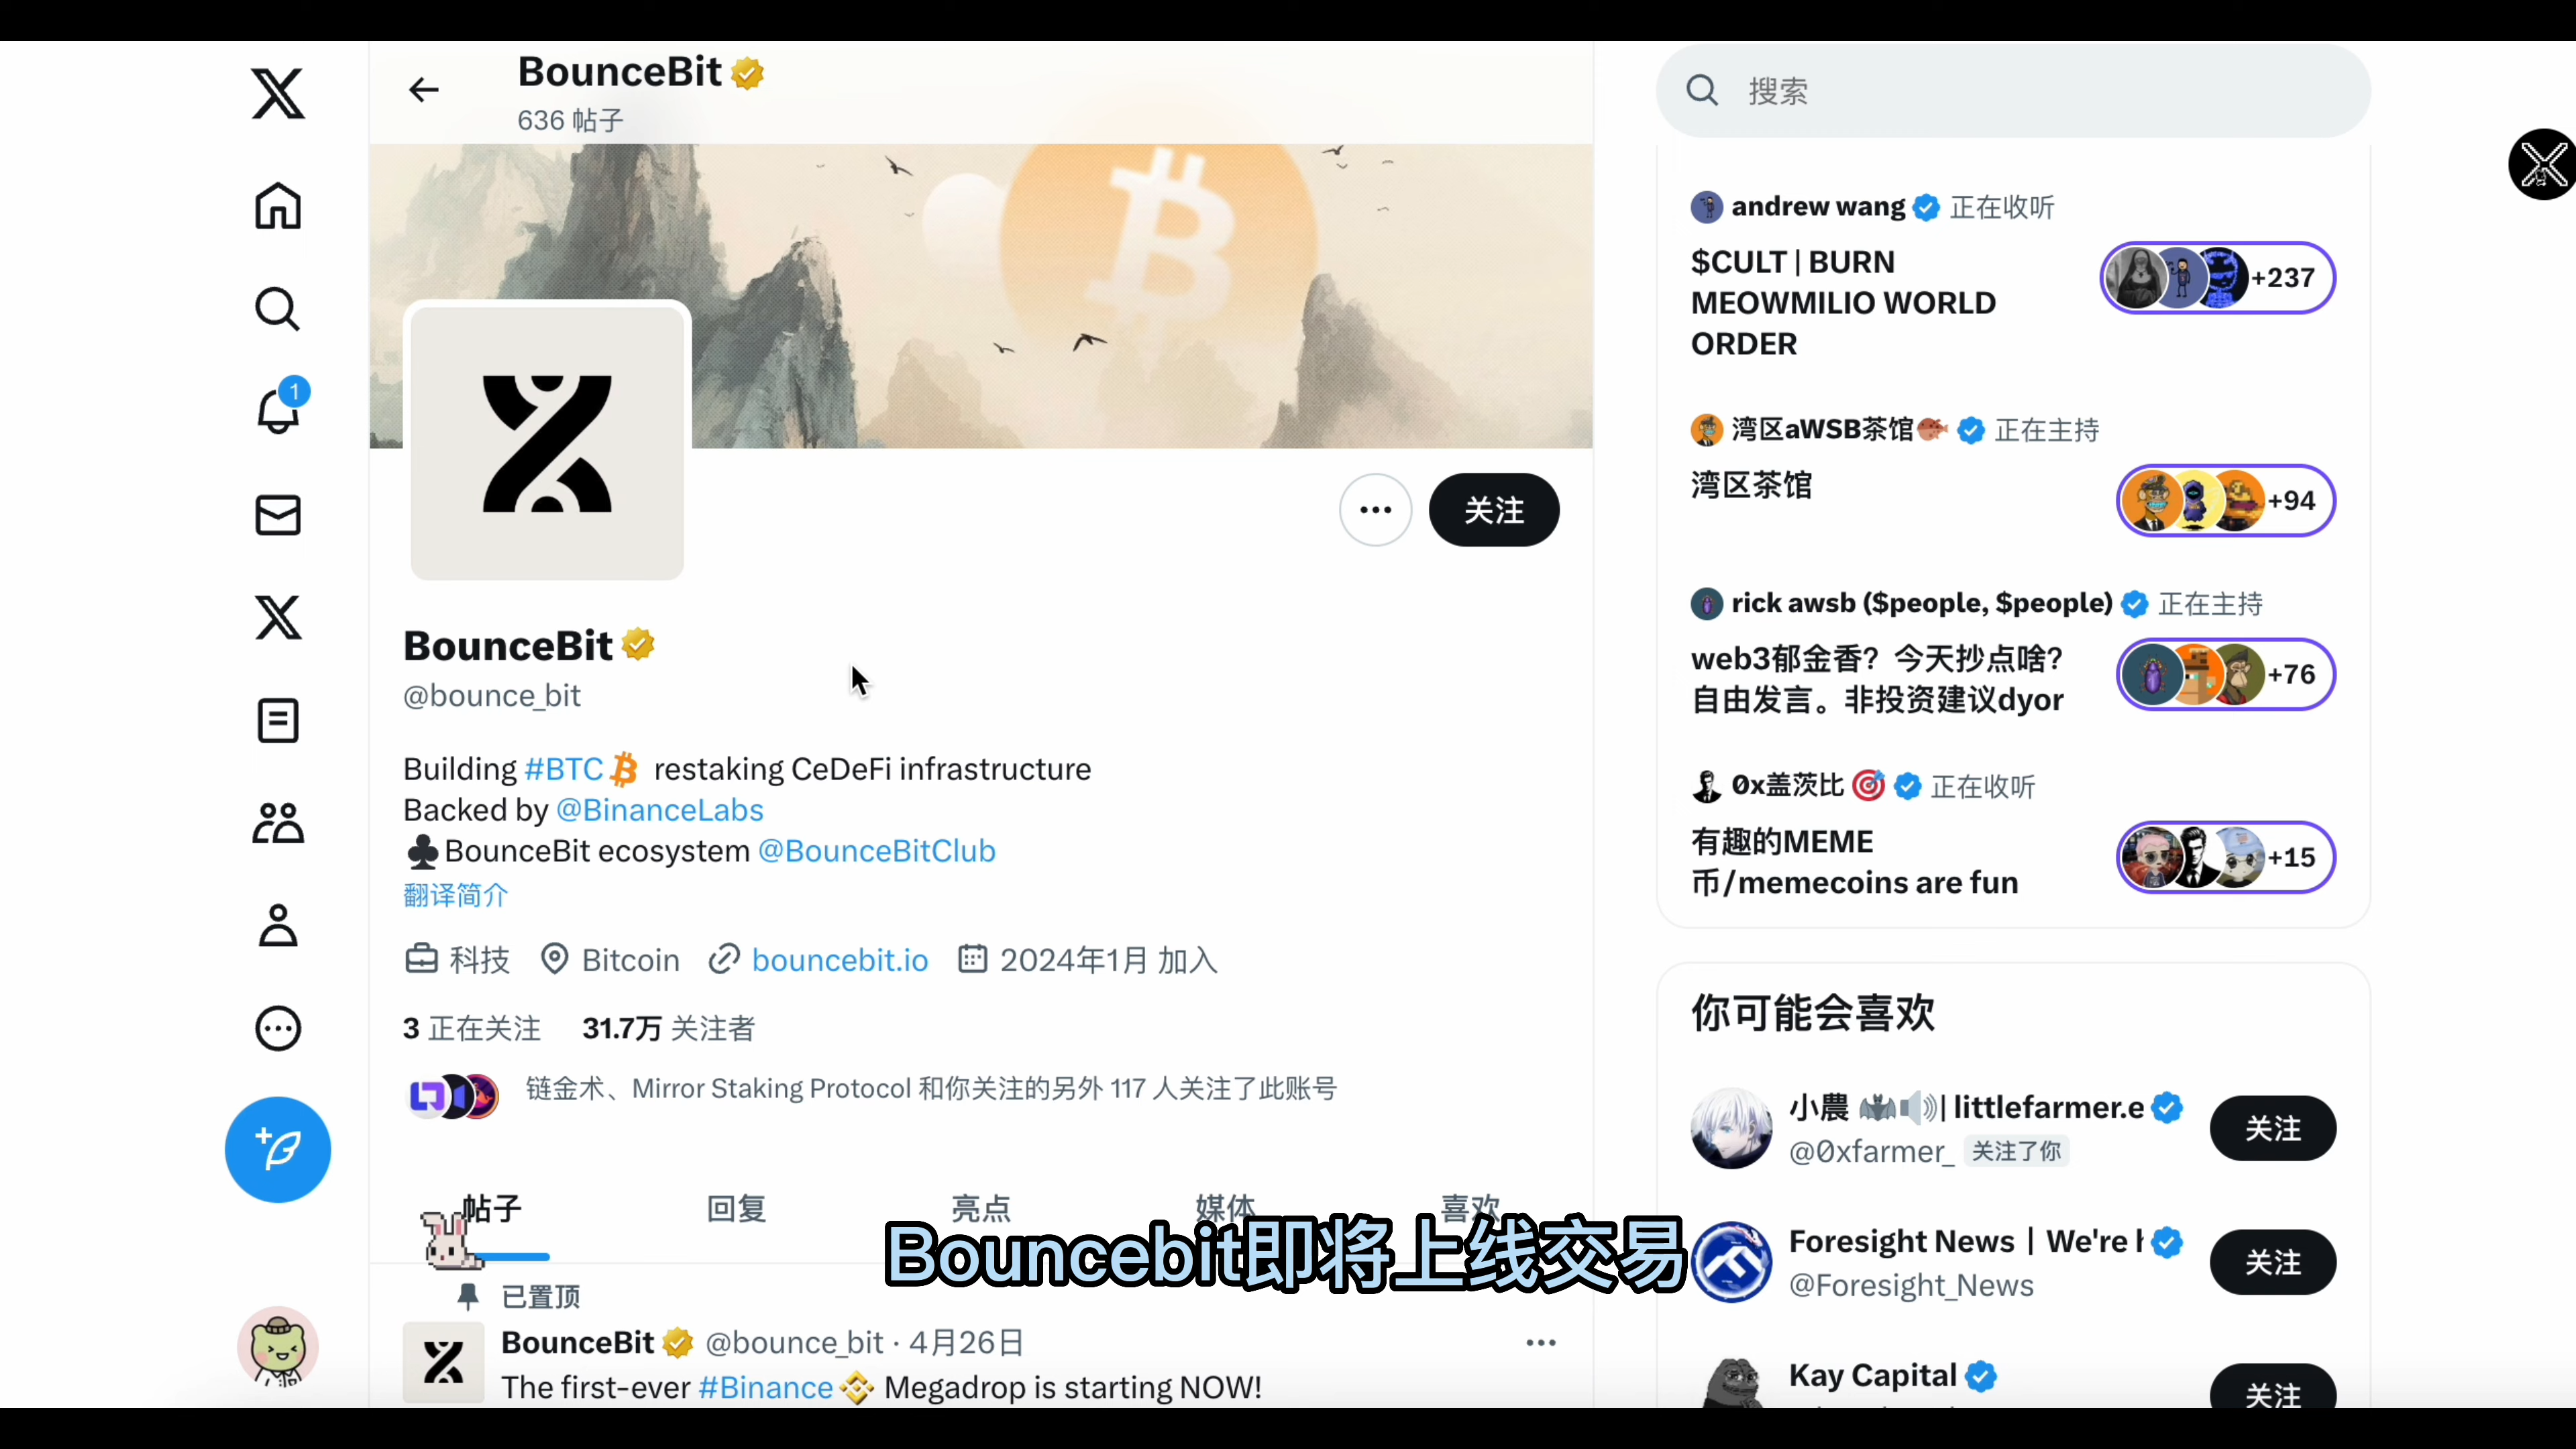 BounceBit
636 帖子
搜索
1
关注
BounceBit
@bounce_bit
Building #BTC restaking CeDeFi infrastructure
Backed by @BinanceLabs
♣BounceBit ecosystem @BounceBitClub
翻译简介
科技 Bitcoin bouncebit.io 2024年1月 加入
3 正在关注 31.7万 关注者
链金术、Mirror Staking Protocol 和你关注的另外 117 人关注了此账号
帖子 回复 亮点 媒体 喜欢
已置顶
BounceBit @bounce_bit · 4月26日
The first-ever #Binance Megadrop is starting NOW!
andrew wang 正在收听
$CULT | BURN
MEOWMILIO WORLD
ORDER
+237
湾区aWSB茶馆🐡 正在主持
湾区茶馆
+94
rick awsb ($people, $people) 正在主持
web3郁金香？今天抄点啥?
自由发言。非投资建议dyor
+76
0x盖茨比🎯 正在收听
有趣的MEME
币/memecoins are fun
+15
你可能会喜欢
小農 🦇🔊| littlefarmer.e
@0xfarmer_ 关注了你
关注
Foresight News | We're
@Foresight_News
关注
Kay Capital
关注
Bouncebit即将上线交易